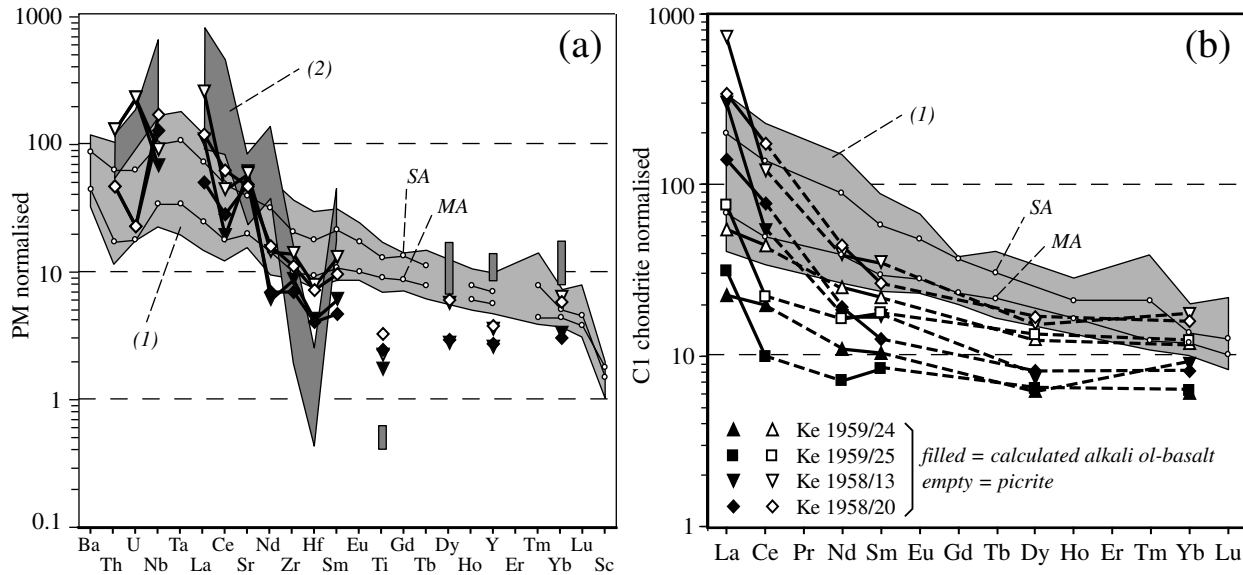 (a)
PM normalised
1000
100
10
1
0.1
(2)
SA
MA
(1)
Ba U Ta Ce Nd Hf Eu Gd Dy Y Tm Lu
Th Nb La Sr Zr Sm Ti Tb Ho Er Yb Sc
(b)
C1 chondrite normalised
1000
100
10
1
(1)
SA
MA
Ke 1959/24
Ke 1959/25
Ke 1958/13
Ke 1958/20
filled = calculated alkali ol-basalt
empty = picrite
La Ce Pr Nd Sm Eu Gd Tb Dy Ho Er Tm Yb Lu